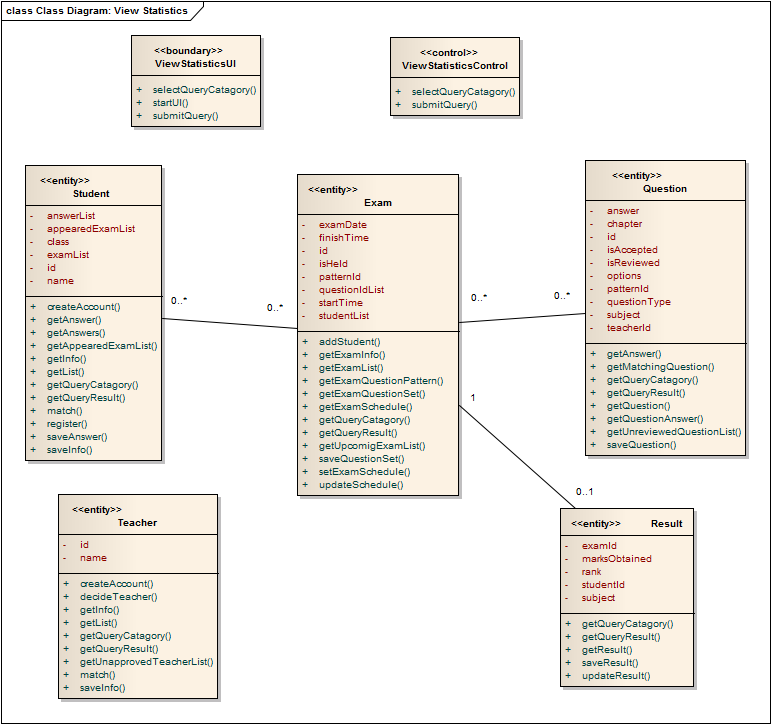 class Class Diagram: View Statistics
<<boundary>>
ViewStatisticsUI
+ selectQueryCatagory()
+ startUI()
+ submitQuery()
<<control>>
ViewStatisticsControl
+ selectQueryCatagory()
+ submitQuery()
<<entity>>
Student
- answerList
- appearedExamList
- class
- examList
- id
- name
+ createAccount()
+ getAnswer()
+ getAnswers()
+ getAppearedExamList()
+ getInfo()
+ getList()
+ getQueryCatagory()
+ getQueryResult()
+ match()
+ register()
+ saveAnswer()
+ saveInfo()
0..*
0..*
<<entity>>
Exam
- examDate
- finishTime
- id
- isHeld
- patternId
- questionIdList
- startTime
- studentList
+ addStudent()
+ getExamInfo()
+ getExamList()
+ getExamQuestionPattern()
+ getExamQuestionSet()
+ getExamSchedule()
+ getQueryCatagory()
+ getQueryResult()
+ getUpcomigExamList()
+ saveQuestionSet()
+ setExamSchedule()
+ updateSchedule()
0..*
0..*
<<entity>>
Question
- answer
- chapter
- id
- isAccepted
- isReviewed
- options
- patternId
- questionType
- subject
- teacherId
+ getAnswer()
+ getMatchingQuestion()
+ getQueryCatagory()
+ getQueryResult()
+ getQuestion()
+ getQuestionAnswer()
+ getUnreviewedQuestionList()
+ saveQuestion()
1
0..1
<<entity>>
Teacher
- id
- name
+ createAccount()
+ decideTeacher()
+ getInfo()
+ getList()
+ getQueryCatagory()
+ getQueryResult()
+ getUnapprovedTeacherList()
+ match()
+ saveInfo()
<<entity>> Result
- examId
- marksObtained
- rank
- studentId
- subject
+ getQueryCatagory()
+ getQueryResult()
+ getResult()
+ saveResult()
+ updateResult()